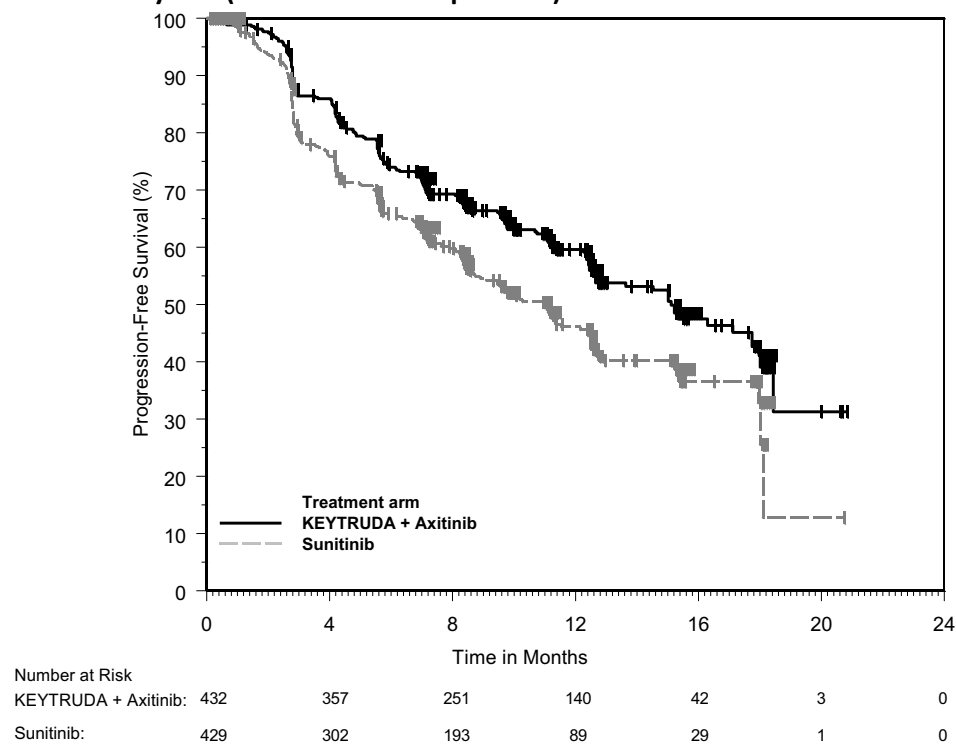 100
90
80
70
60
50
40
30
20
10
0
Progression-Free Survival (%)
Treatment arm
KEYTRUDA + Axitinib
Sunitinib
0 4 8 12 16 20 24
Time in Months
Number at Risk
KEYTRUDA + Axitinib: 432 357 251 140 42 3 0
Sunitinib: 429 302 193 89 29 1 0